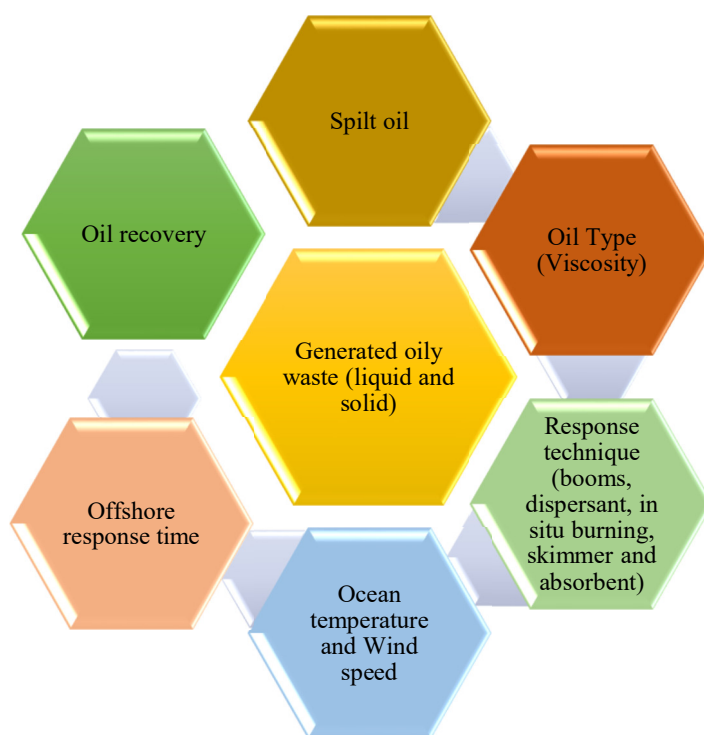 Spilt oil
Oil Type
(Viscosity)
Response
technique
(booms,
dispersant, in
situ burning,
skimmer and
absorbent)
Ocean
temperature
and Wind
speed
Offshore
response time
Oil recovery
Generated oily
waste (liquid and
solid)